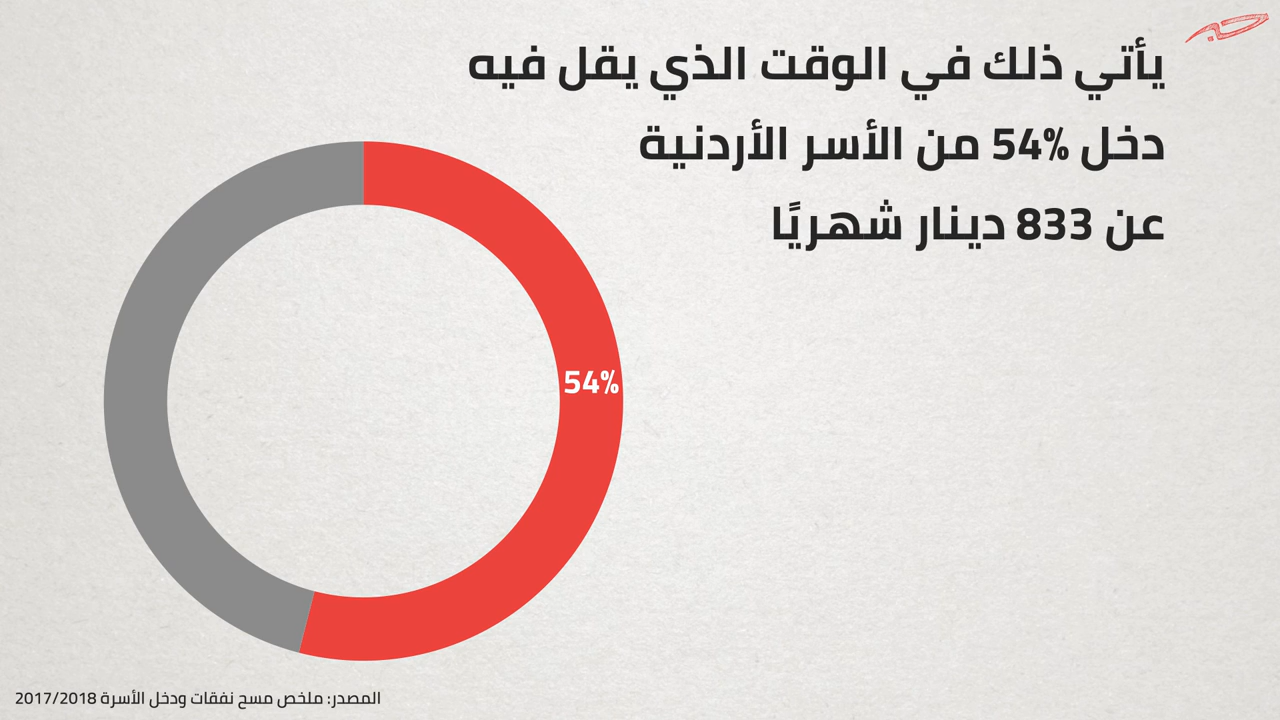 يأتي ذلك في الوقت الذي يقل فيه
دخل 54% من الأسر الأردنية
عن 833 دينار شهريًا
54%
المصدر: ملخص مسح نفقات ودخل الأسرة 2017/2018
حبر